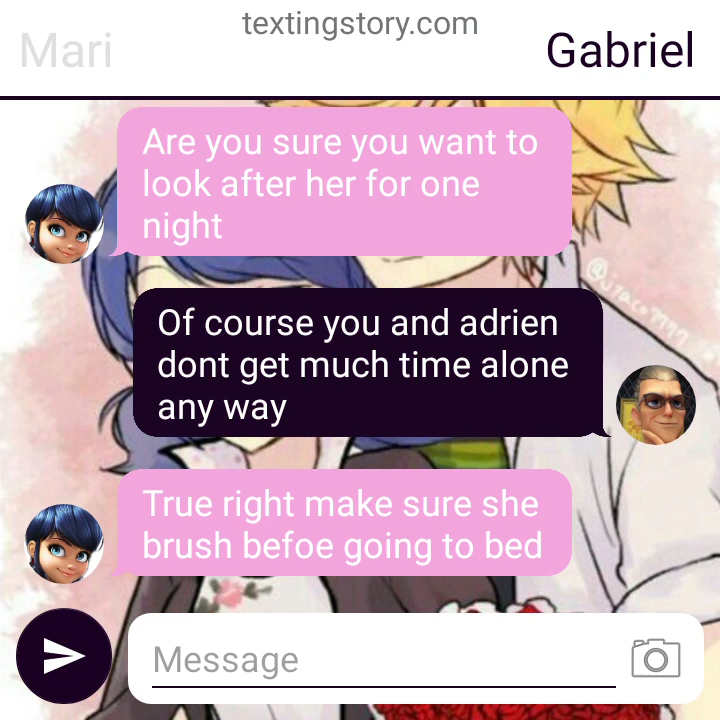 textingstory.com
Mari
Gabriel
Are you sure you want to
look after her for one
night
Of course you and adrien
dont get much time alone
any way
True right make sure she
brush befoe going to bed
Message